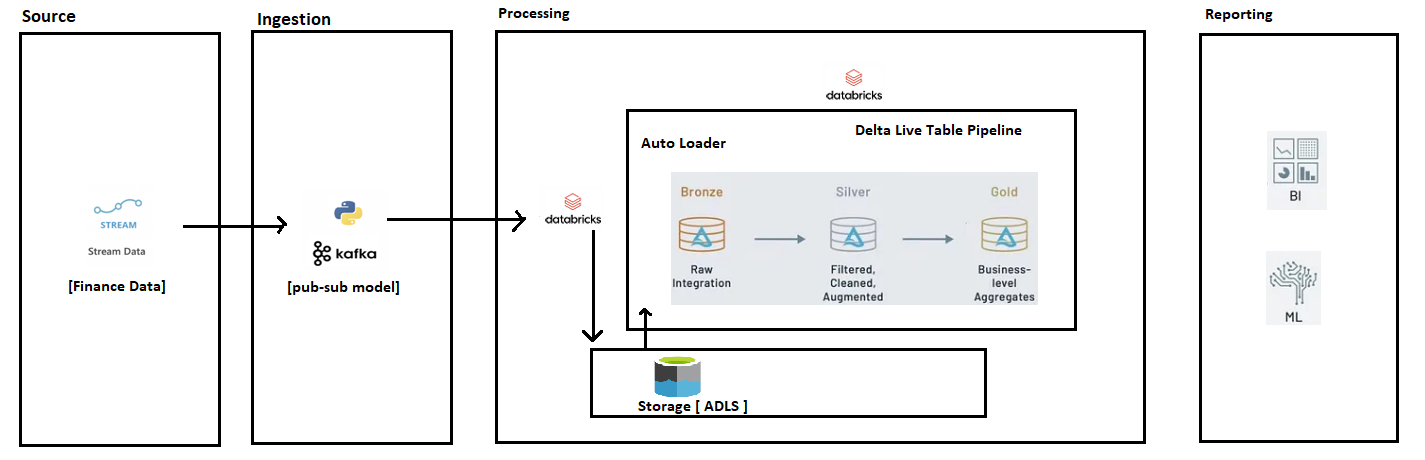 Source
Ingestion
Processing
Reporting
databricks
Delta Live Table Pipeline
Auto Loader
Bronze
Silver
Gold
Raw
Integration
Filtered,
Cleaned,
Augmented
Business-
level
Aggregates
STREAM
Stream Data
[Finance Data]
kafka
[pub-sub model]
databricks
Storage [ ADLS ]
BI
ML